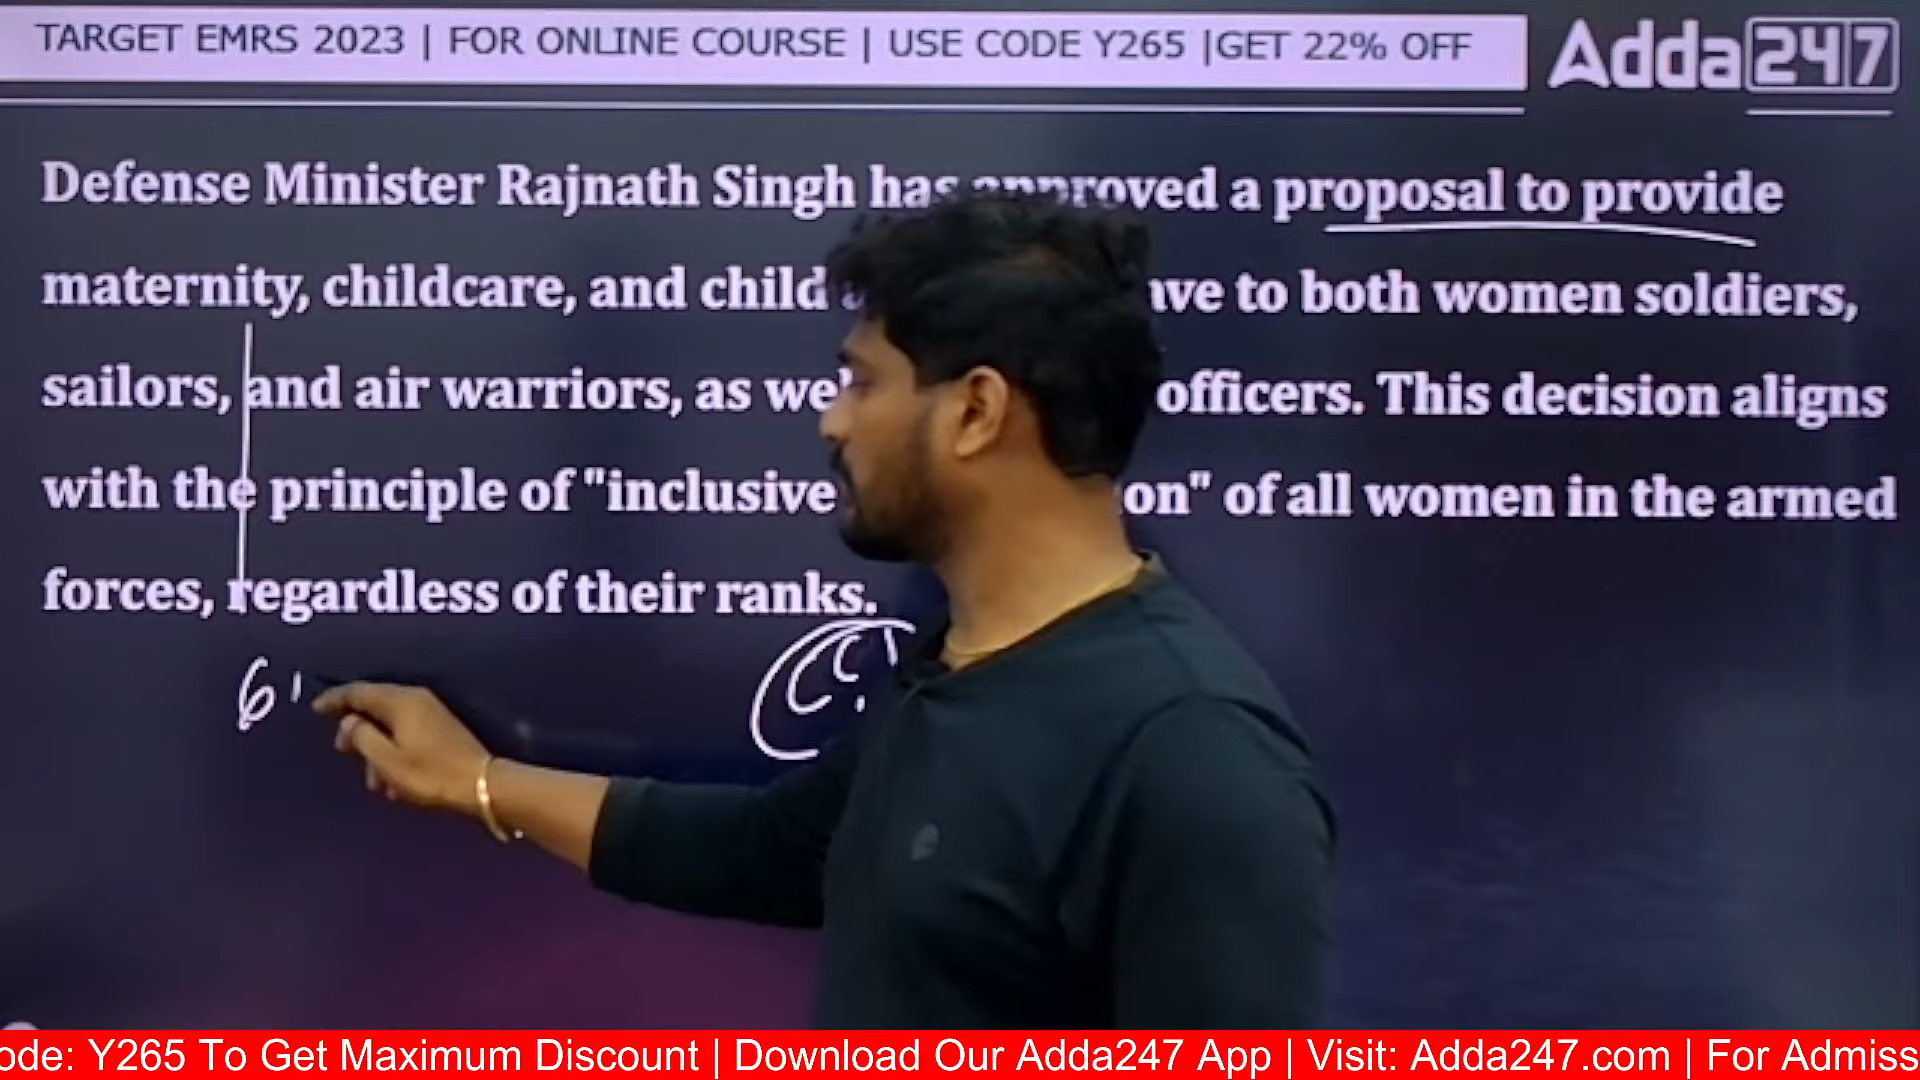 TARGET EMRS 2023 | FOR ONLINE COURSE | USE CODE Y265 |GET 22% OFF
Adda247
Defense Minister Rajnath Singh has approved a proposal to provide
maternity, childcare, and child ave to both women soldiers,
sailors, and air warriors, as we officers. This decision aligns
with the principle of "inclusive on" of all women in the armed
forces, regardless of their ranks.
6
ode: Y265 To Get Maximum Discount | Download Our Adda247 App | Visit: Adda247.com | For Admiss